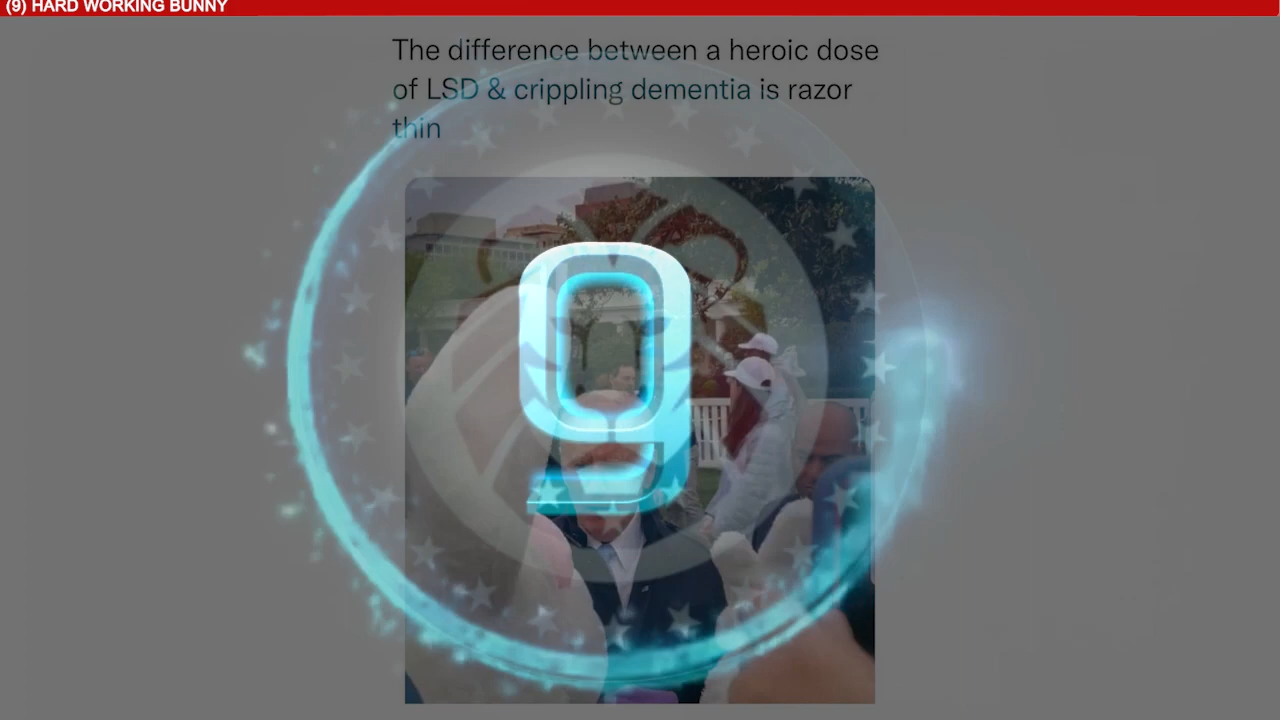 (9) HARD WORKING BUNNY
The difference between a heroic dose
of LSD & crippling dementia is razor
thin
9